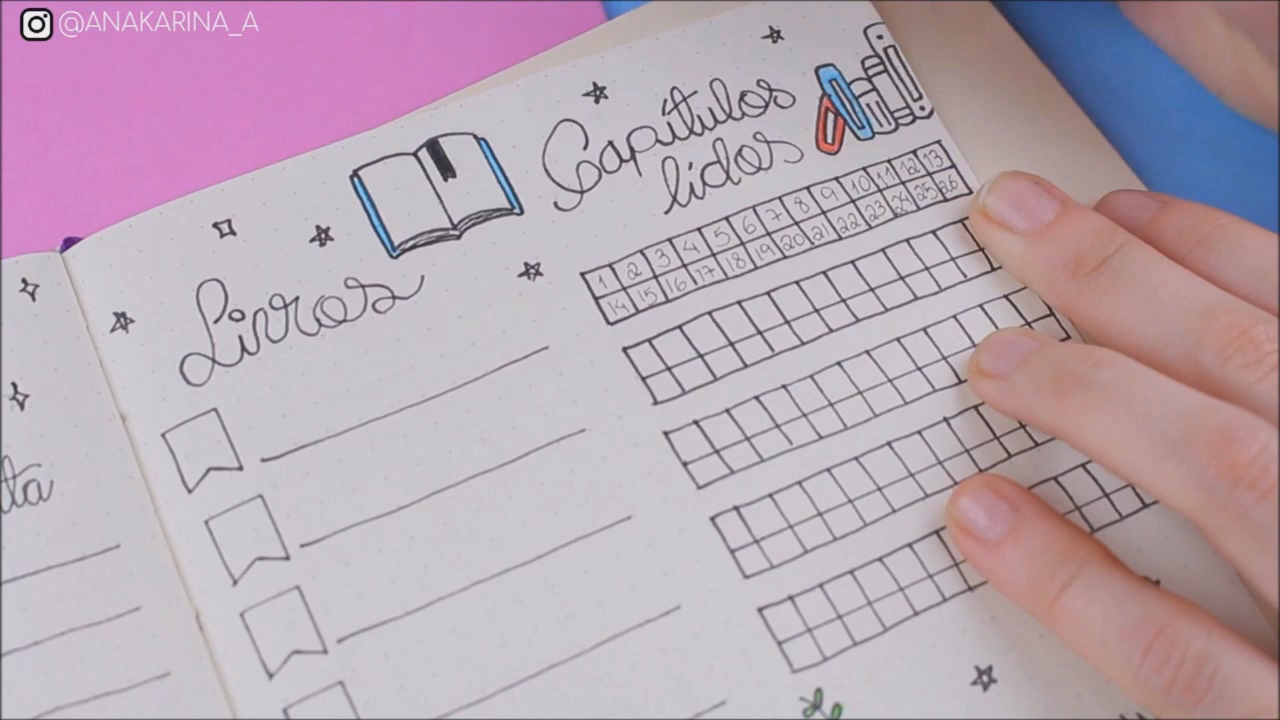 @ANAKARINA_A
Capítulos
lidos
1 2 3 4 5 6 7 8 9 10 11 12 13
14 15 16 17 18 19 20 21 22 23 24 25 26
Livros
ta